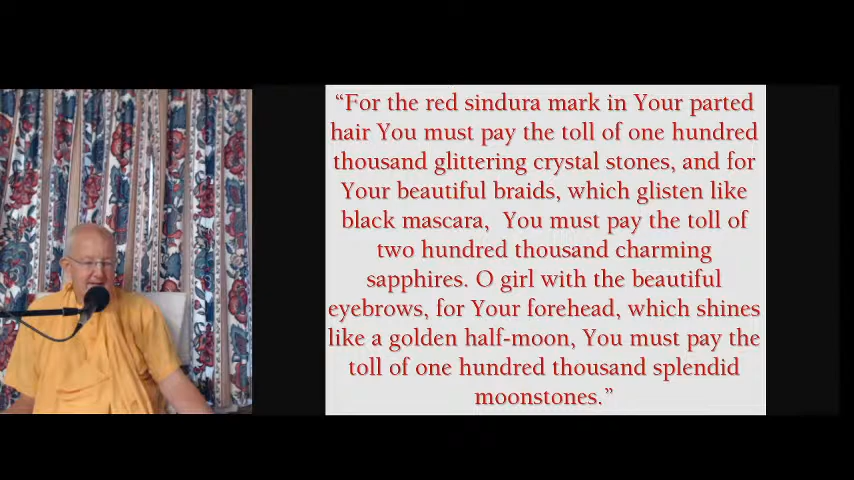 “For the red sindura mark in Your parted
hair You must pay the toll of one hundred
thousand glittering crystal stones, and for
Your beautiful braids, which glisten like
black mascara,  You must pay the toll of
two hundred thousand charming
sapphires. O girl with the beautiful
eyebrows, for Your forehead, which shines
like a golden half-moon, You must pay the
toll of one hundred thousand splendid
moonstones.”